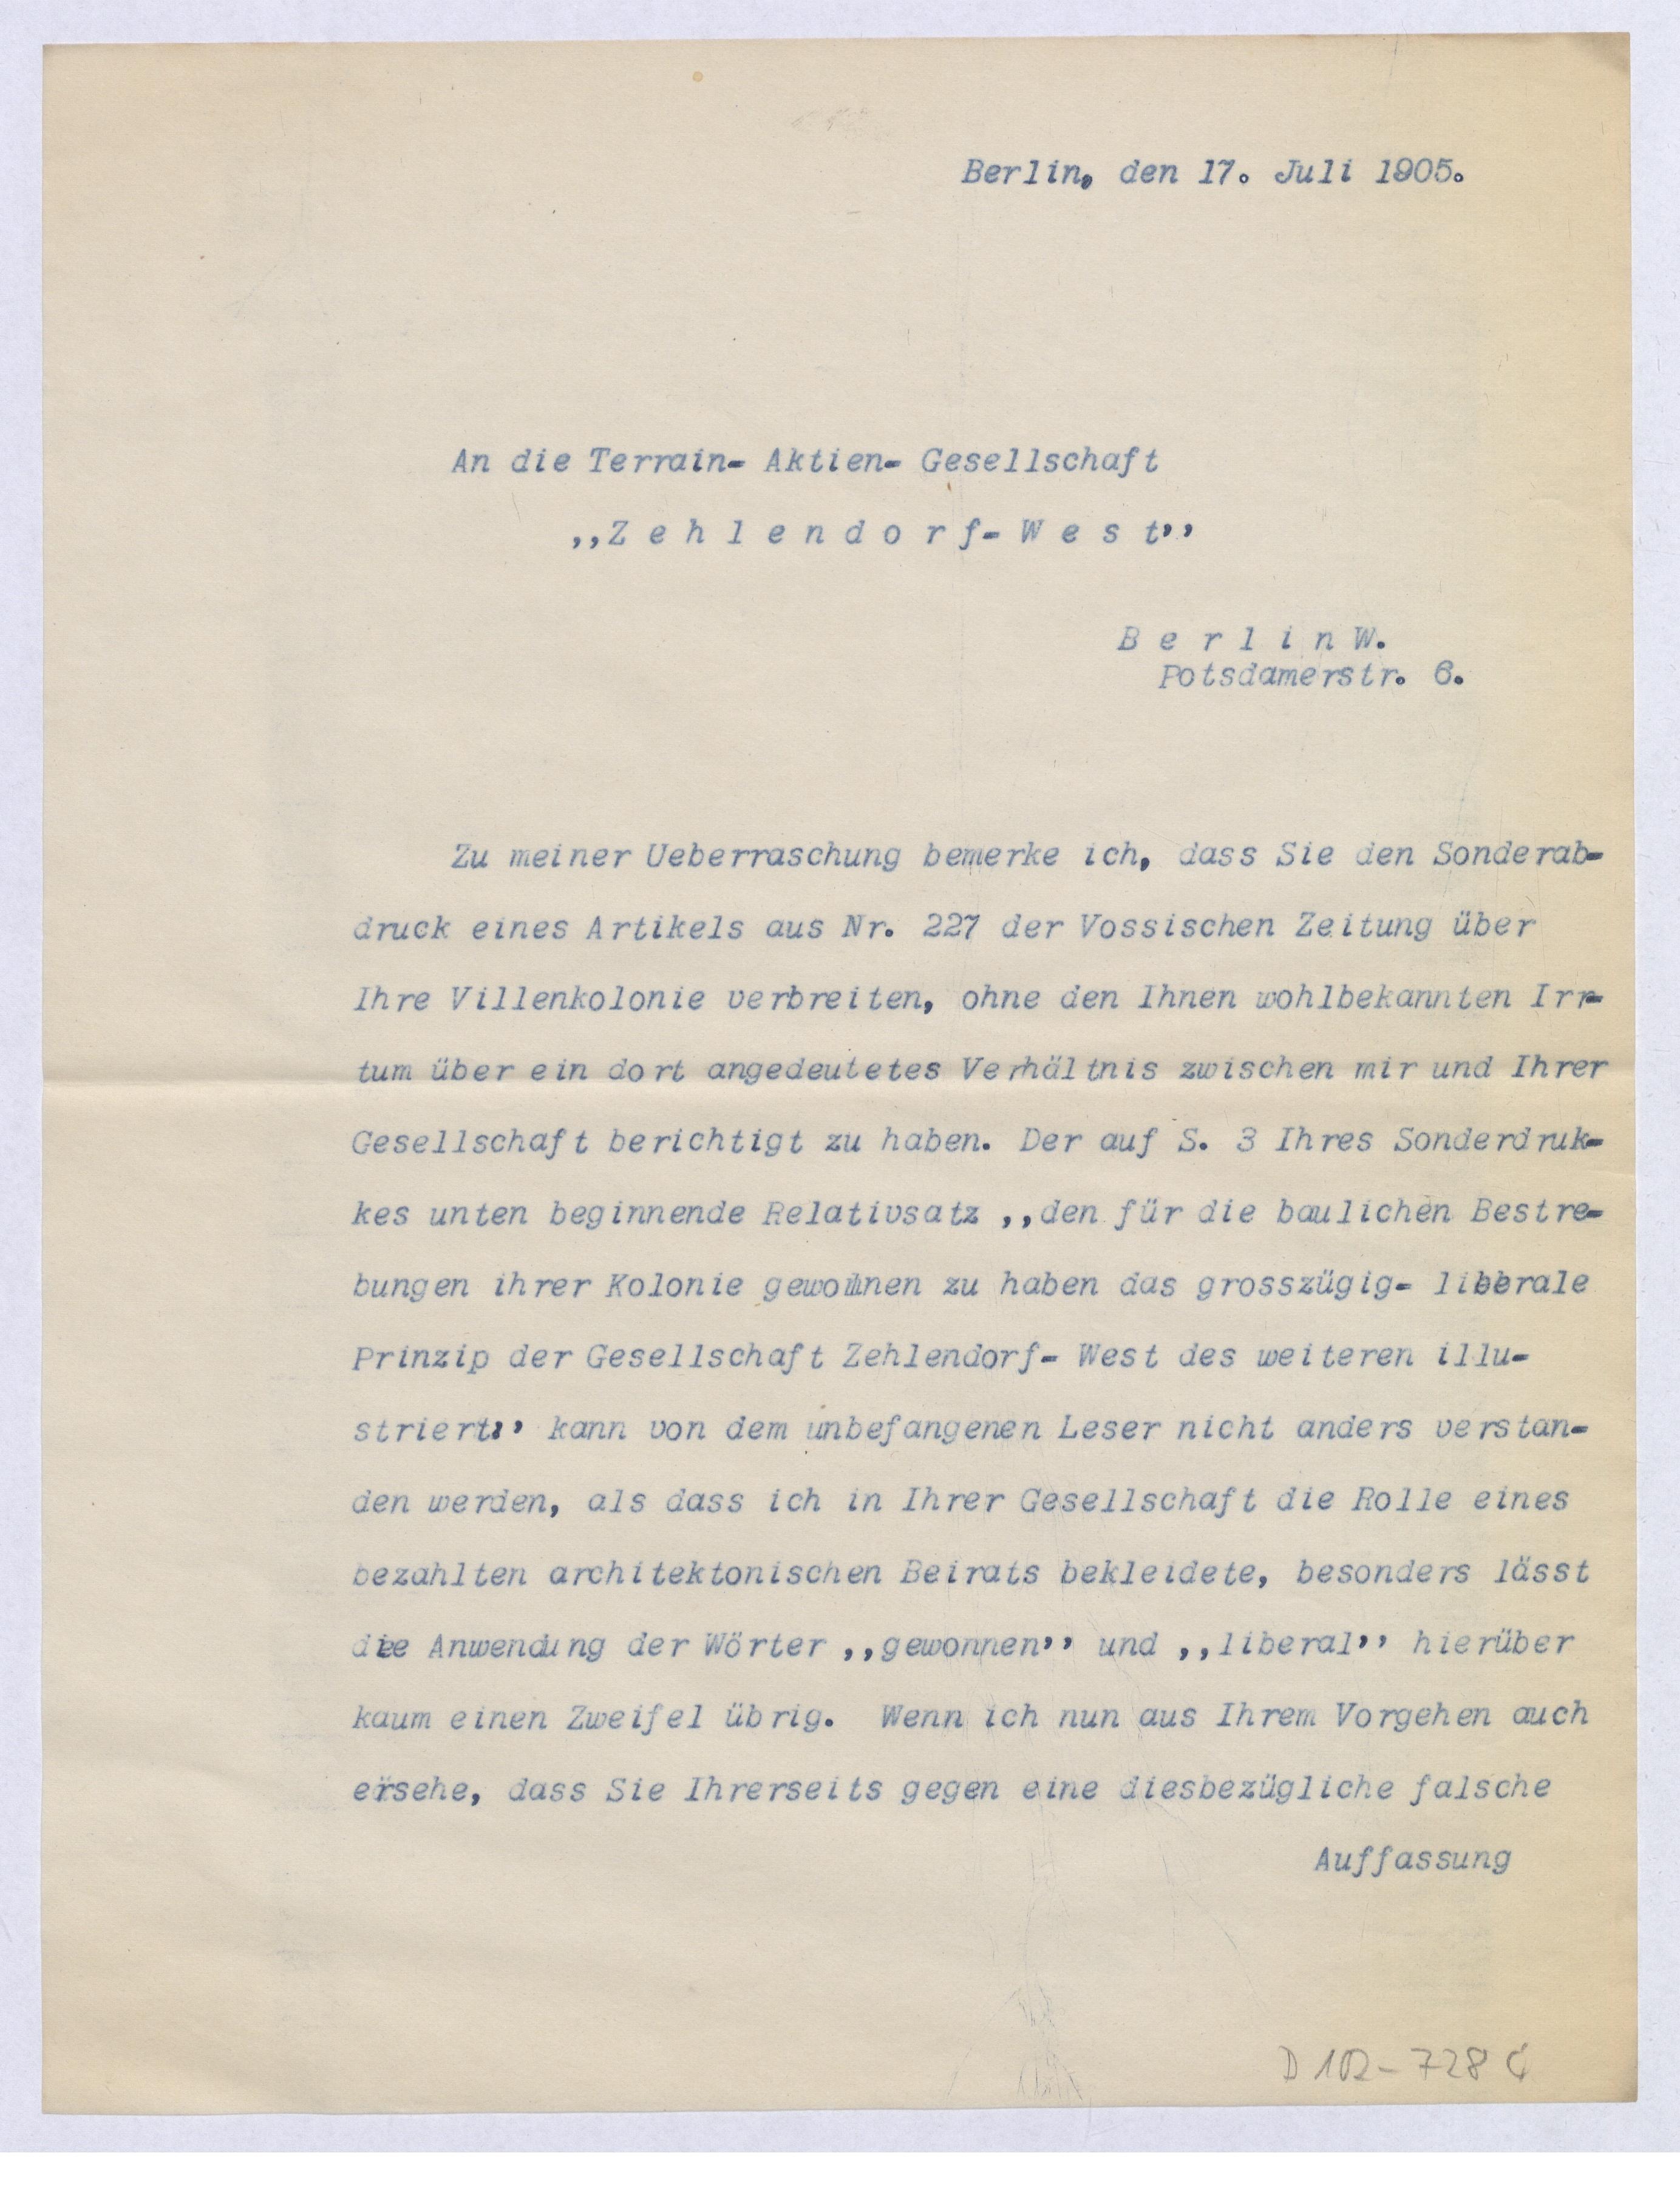 Berlin, den 17. Juli 1905.
An die Terrain- Aktien- Gesellschaft
,,Z e h l e n d o r f- W e s t’’
B e r l i n W.
Potsdamerstr. 6.
Zu meiner Ueberraschung bemerke ich, dass Sie den Sonderab-
druck eines Artikels aus Nr. 227 der Vossischen Zeitung über
Ihre Villenkolonie verbreiten, ohne den Ihnen wohlbekannten Irr-
tum über ein dort angedeutetes Verhältnis zwischen mir und Ihrer
Gesellschaft berichtigt zu haben. Der auf S. 3 Ihres Sonderdruk-
kes unten beginnende Relativsatz ,,den für die baulichen Bestre-
bungen ihrer Kolonie gewonnen zu haben das grosszügig- liberale
Prinzip der Gesellschaft Zehlendorf- West des weiteren illu-
striert’’ kann von dem unbefangenen Leser nicht anders verstan-
den werden, als dass ich in Ihrer Gesellschaft die Rolle eines
bezahlten architektonischen Beirats bekleidete, besonders lässt
die Anwendung der Wörter ,,gewonnen’’ und ,,liberal’’ hierüber
kaum einen Zweifel übrig. Wenn ich nun aus Ihrem Vorgehen auch
ersehe, dass Sie Ihrerseits gegen eine diesbezügliche falsche
Auffassung
D 102-728